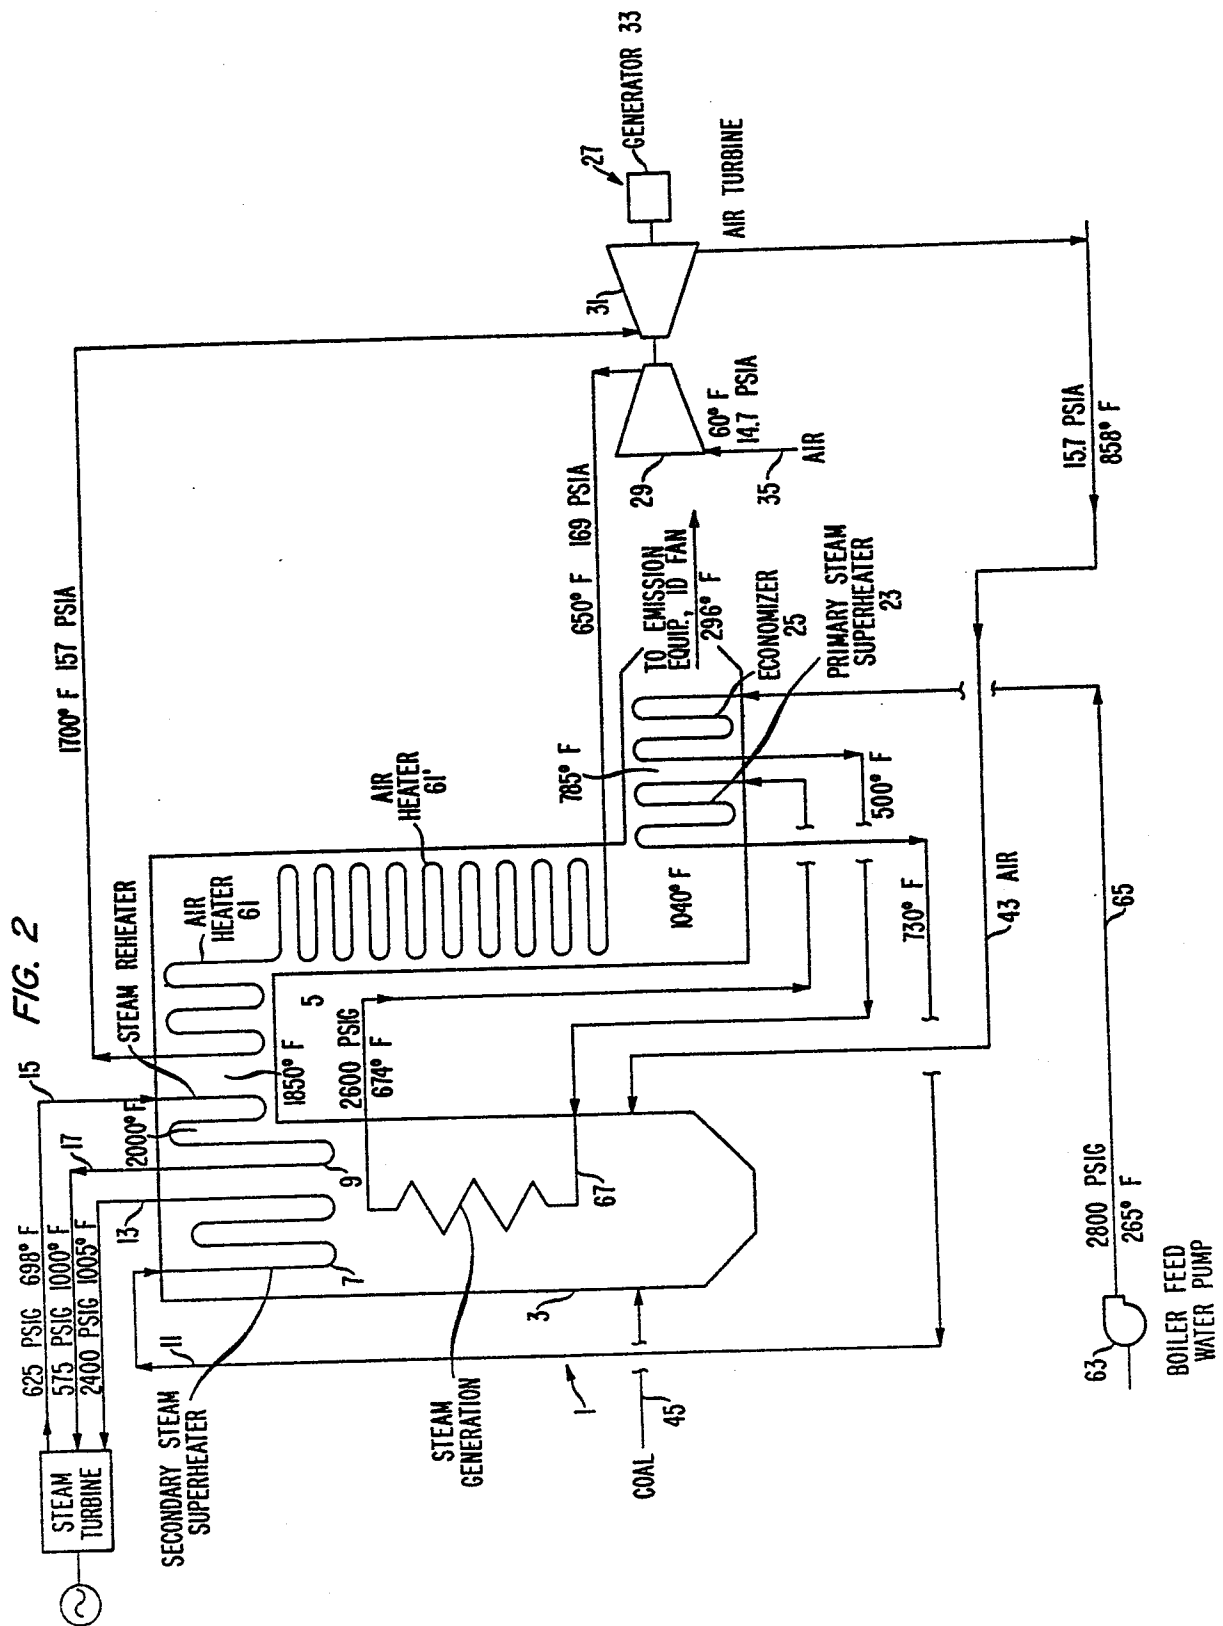 FIG. 2
STEAM
TURBINE
625 PSIG 698° F
575 PSIG 1000° F
2400 PSIG 1005° F
15
17
13
11
STEAM REHEATER
2000° F
1850° F
AIR
HEATER
61
AIR
HEATER
61'
1700° F 157 PSIA
SECONDARY STEAM
SUPERHEATER
7
9
5
3
1
STEAM
GENERATION
2600 PSIG
674° F
67
COAL
45
1040° F
785° F
650° F 169 PSIA
TO EMISSION
EQUIP., ID FAN
296° F
ECONOMIZER
25
PRIMARY STEAM
SUPERHEATER
23
500° F
730° F
43 AIR
29
31
27
GENERATOR 33
AIR TURBINE
60° F
14.7 PSIA
35
AIR
15.7 PSIA
858° F
65
2800 PSIG
265° F
63
BOILER FEED
WATER PUMP